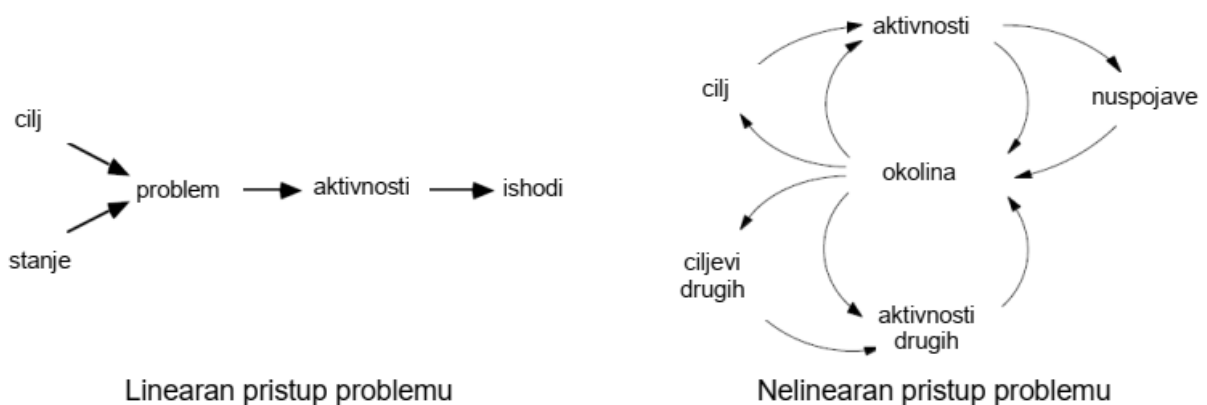 cilj
stanje
problem
aktivnosti
ishodi
Linearan pristup problemu
aktivnosti
cilj
nuspojave
okolina
ciljevi
drugih
aktivnosti
drugih
Nelinearan pristup problemu